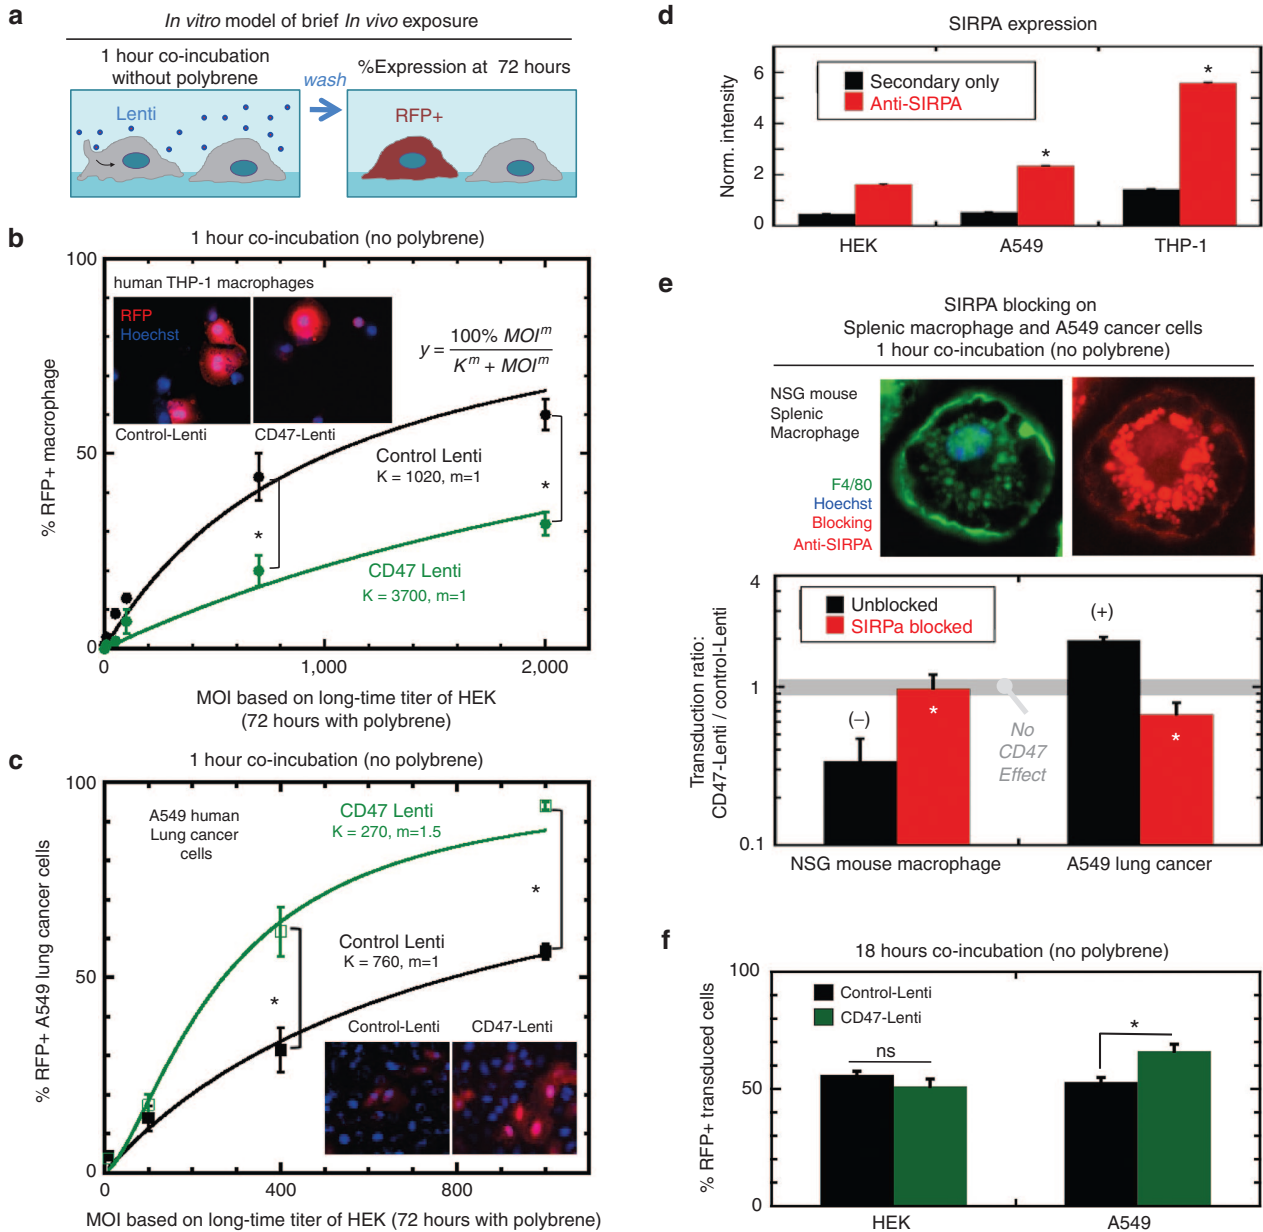 a
In vitro model of brief In vivo exposure
1 hour co-incubation
without polybrene
wash
%Expression at 72 hours
Lenti
RFP+
b
1 hour co-incubation (no polybrene)
100
50
0
% RFP+ macrophage
human THP-1 macrophages
RFP
Hoechst
Control-Lenti
CD47-Lenti
y = 100% MOI^m / K^m + MOI^m
Control Lenti
K = 1020, m=1
*
*
CD47 Lenti
K = 3700, m=1
0
1,000
2,000
MOI based on long-time titer of HEK
(72 hours with polybrene)
c
1 hour co-incubation (no polybrene)
100
50
0
% RFP+ A549 lung cancer cells
A549 human
Lung cancer
cells
CD47 Lenti
K = 270, m=1.5
*
Control Lenti
K = 760, m=1
*
Control-Lenti
CD47-Lenti
0
400
800
MOI based on long-time titer of HEK (72 hours with polybrene)
d
SIRPA expression
6
4
2
0
Norm. intensity
Secondary only
Anti-SIRPA
*
*
HEK
A549
THP-1
e
SIRPA blocking on
Splenic macrophage and A549 cancer cells
1 hour co-incubation (no polybrene)
NSG mouse
Splenic
Macrophage
F4/80
Hoechst
Blocking
Anti-SIRPA
4
1
0.1
Transduction ratio:
CD47-Lenti / control-Lenti
Unblocked
SIRPa blocked
(–)
*
No
CD47
Effect
(+)
*
NSG mouse macrophage
A549 lung cancer
f
18 hours co-incubation (no polybrene)
100
50
0
% RFP+ transduced cells
Control-Lenti
CD47-Lenti
ns
*
HEK
A549